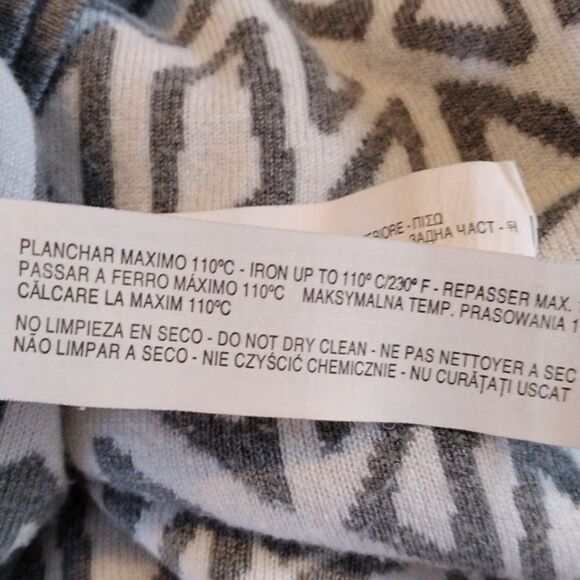 TERIORE - ΠΙΣΩ
ЗАДНА ЧАСТ -
PLANCHAR MAXIMO 110ºC - IRON UP TO 110º C/230º F - REPASSER MAX.
PASSAR A FERRO MÁXIMO 110ºC MAKSYMALNA TEMP. PRASOWANIA 1
CĂLCARE LA MAXIM 110ºC
NO LIMPIEZA EN SECO - DO NOT DRY CLEAN - NE PAS NETTOYER A SEC
NÃO LIMPAR A SECO - NIE CZYŚCIĆ CHEMICZNIE - NU CURĂȚAȚI USCAT